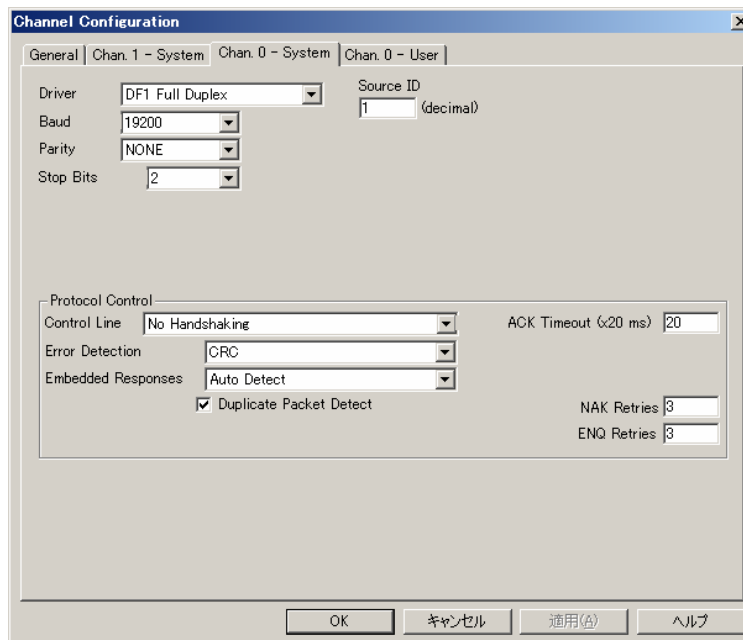 Channel Configuration
General Chan. 1 - System Chan. 0 - System Chan. 0 - User
Driver DF1 Full Duplex
Source ID
1 (decimal)
Baud 19200
Parity NONE
Stop Bits 2
Protocol Control
Control Line No Handshaking ACK Timeout (x20 ms) 20
Error Detection CRC
Embedded Responses Auto Detect
Duplicate Packet Detect
NAK Retries 3
ENQ Retries 3
OK キャンセル 適用(A) ヘルプ